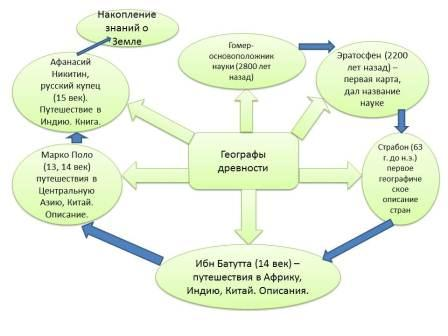 Накопление
знаний о
Земле
Гомер-
основоположник
науки (2800 лет
назад)
Эратосфен (2200
лет назад) –
первая карта,
дал название
науке
Афанасий
Никитин,
русский купец
(15 век).
Путешествие в
Индию. Книга.
Географы
древности
Страбон (63
г. до н.э.)
первое
географиче
ское
описание
стран
Марко Поло
(13, 14 век)
путешествия в
Центральную
Азию, Китай.
Описание.
Ибн Батутта (14 век) –
путешествия в Африку,
Индию, Китай. Описания.